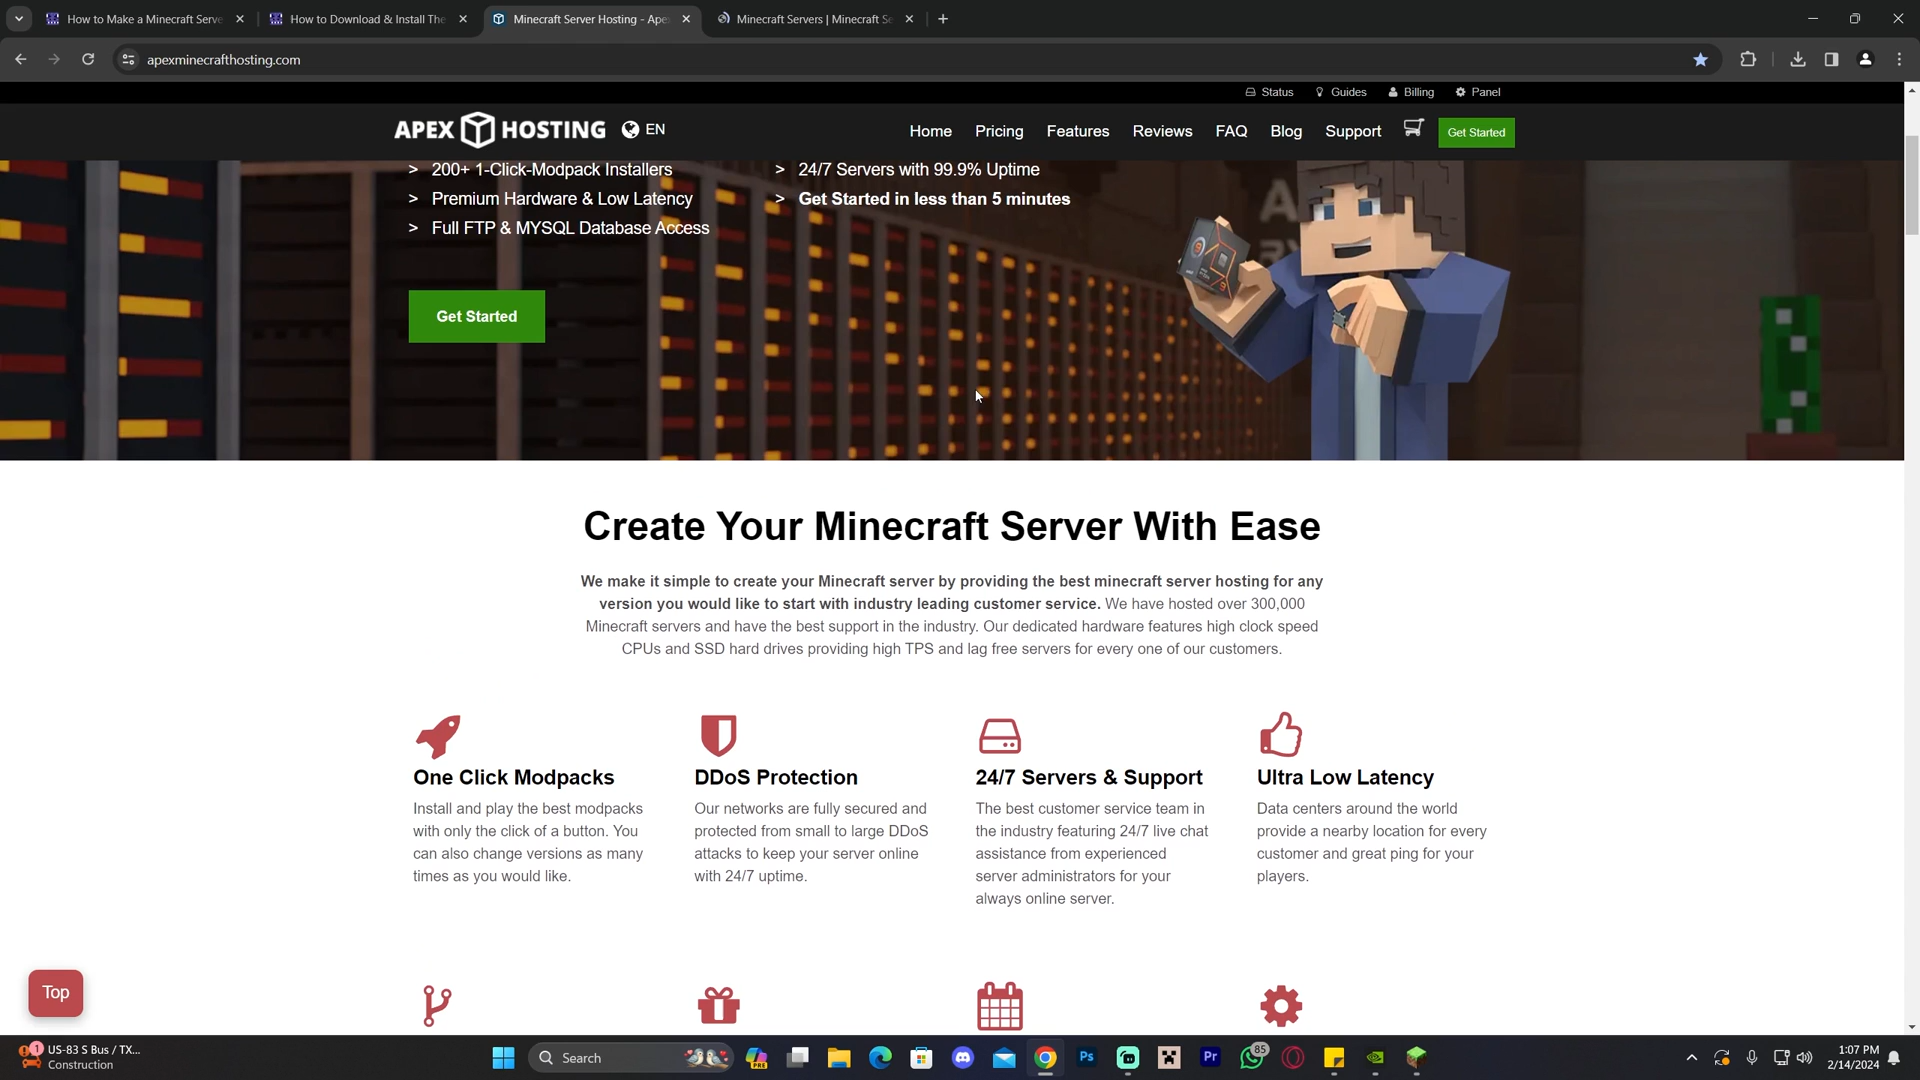 How to Make a Minecraft Serve
How to Download & Install The
Minecraft Server Hosting - Ape
Minecraft Servers | Minecraft Se
apexminecrafthosting.com
Status
Guides
Billing
Panel
APEX HOSTING
EN
Home
Pricing
Features
Reviews
FAQ
Blog
Support
Get Started
> 200+ 1-Click-Modpack Installers
> 24/7 Servers with 99.9% Uptime
> Premium Hardware & Low Latency
> Get Started in less than 5 minutes
> Full FTP & MYSQL Database Access
Get Started
Create Your Minecraft Server With Ease
We make it simple to create your Minecraft server by providing the best minecraft server hosting for any
version you would like to start with industry leading customer service. We have hosted over 300,000
Minecraft servers and have the best support in the industry. Our dedicated hardware features high clock speed
CPUs and SSD hard drives providing high TPS and lag free servers for every one of our customers.
One Click Modpacks
Install and play the best modpacks
with only the click of a button. You
can also change versions as many
times as you would like.
DDoS Protection
Our networks are fully secured and
protected from small to large DDoS
attacks to keep your server online
with 24/7 uptime.
24/7 Servers & Support
The best customer service team in
the industry featuring 24/7 live chat
assistance from experienced
server administrators for your
always online server.
Ultra Low Latency
Data centers around the world
provide a nearby location for every
customer and great ping for your
players.
Top
1
US-83 S Bus / TX...
Construction
Search
PRE
Ps
Pr
85
1:07 PM
2/14/2024